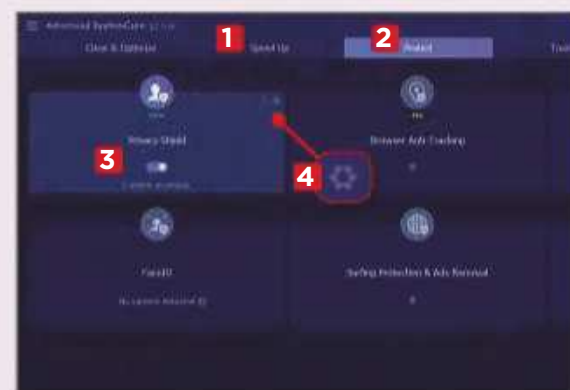 Advanced SystemCare
Clean & Optimize
1
Speed Up
2
Protect
Privacy Shield
3
4
Browser Anti-Tracking
FaceID
Surfing Protection & Ads Removal